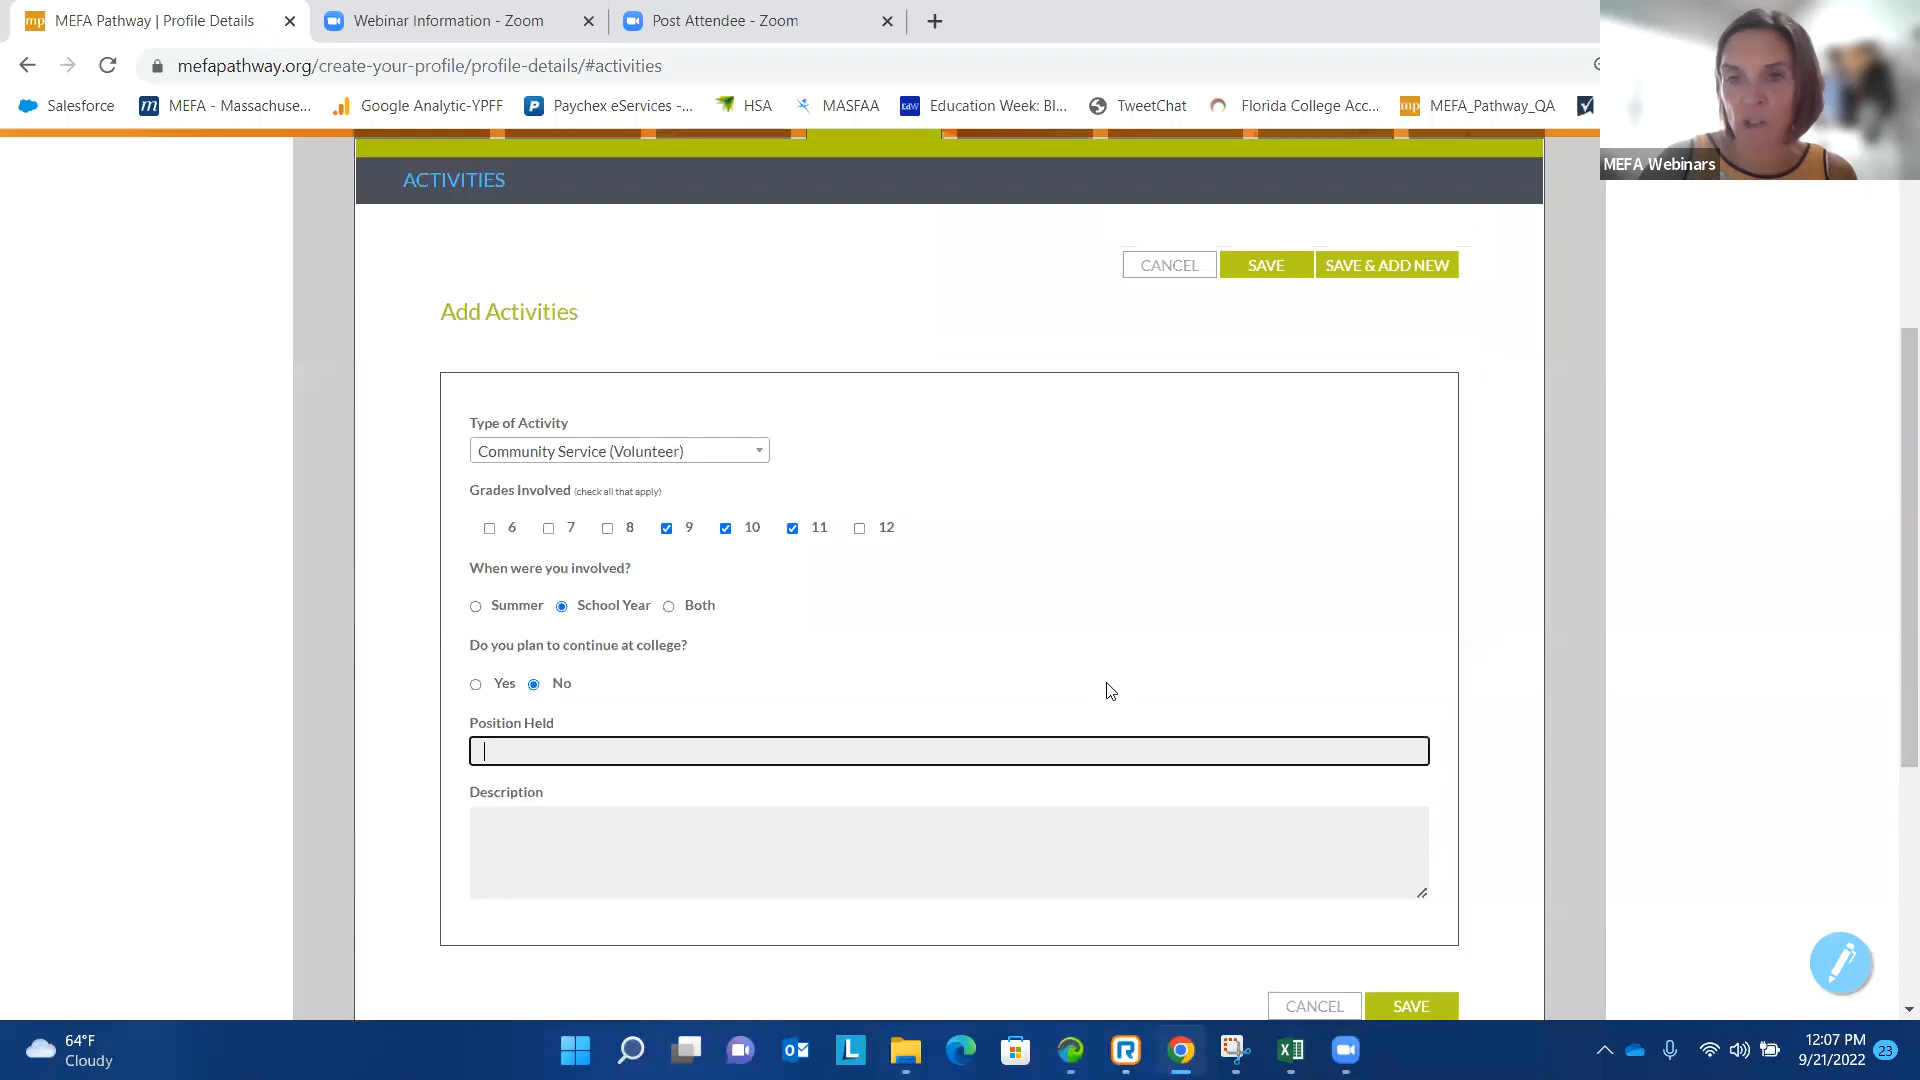 mp MEFA Pathway | Profile Details
Webinar Information - Zoom
Post Attendee - Zoom
mefapathway.org/create-your-profile/profile-details/#activities
Salesforce
m MEFA - Massachuse...
Google Analytic-YPFF
P Paychex eServices -...
HSA
MASFAA
EdW Education Week: Bl...
TweetChat
Florida College Acc...
mp MEFA_Pathway_QA
MEFA Webinars
ACTIVITIES
CANCEL SAVE SAVE & ADD NEW
Add Activities
Type of Activity
Community Service (Volunteer)
Grades Involved (check all that apply)
6 7 8 9 10 11 12
When were you involved?
Summer School Year Both
Do you plan to continue at college?
Yes No
Position Held
Description
CANCEL SAVE
64°F
Cloudy
12:07 PM
9/21/2022
23